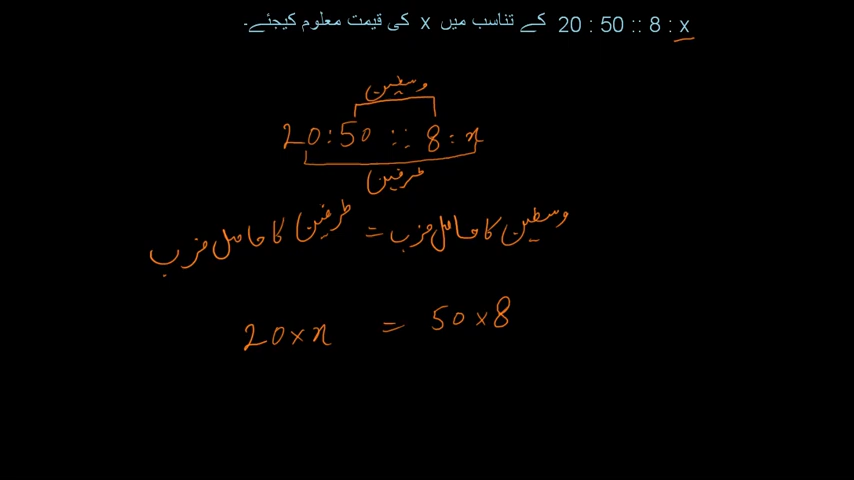 20 : 50 :: 8 : x کے تناسب میں x کی قیمت معلوم کیجئے۔
وسطین
20 : 50 :: 8 : x
طرفین
وسطین کا حاصل ضرب = طرفین کا حاصل ضرب
20 × x = 50 × 8